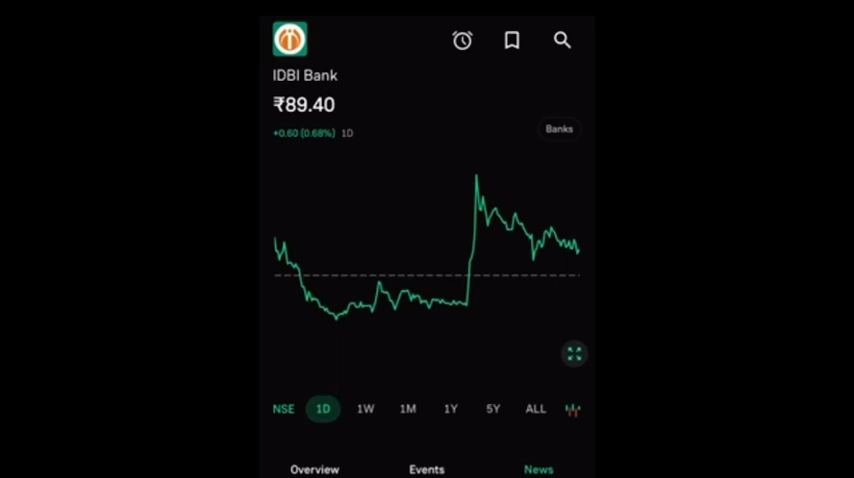 IDBI Bank
₹89.40
+0.60 (0.68%) 1D
Banks
NSE 1D 1W 1M 1Y 5Y ALL
Overview Events News